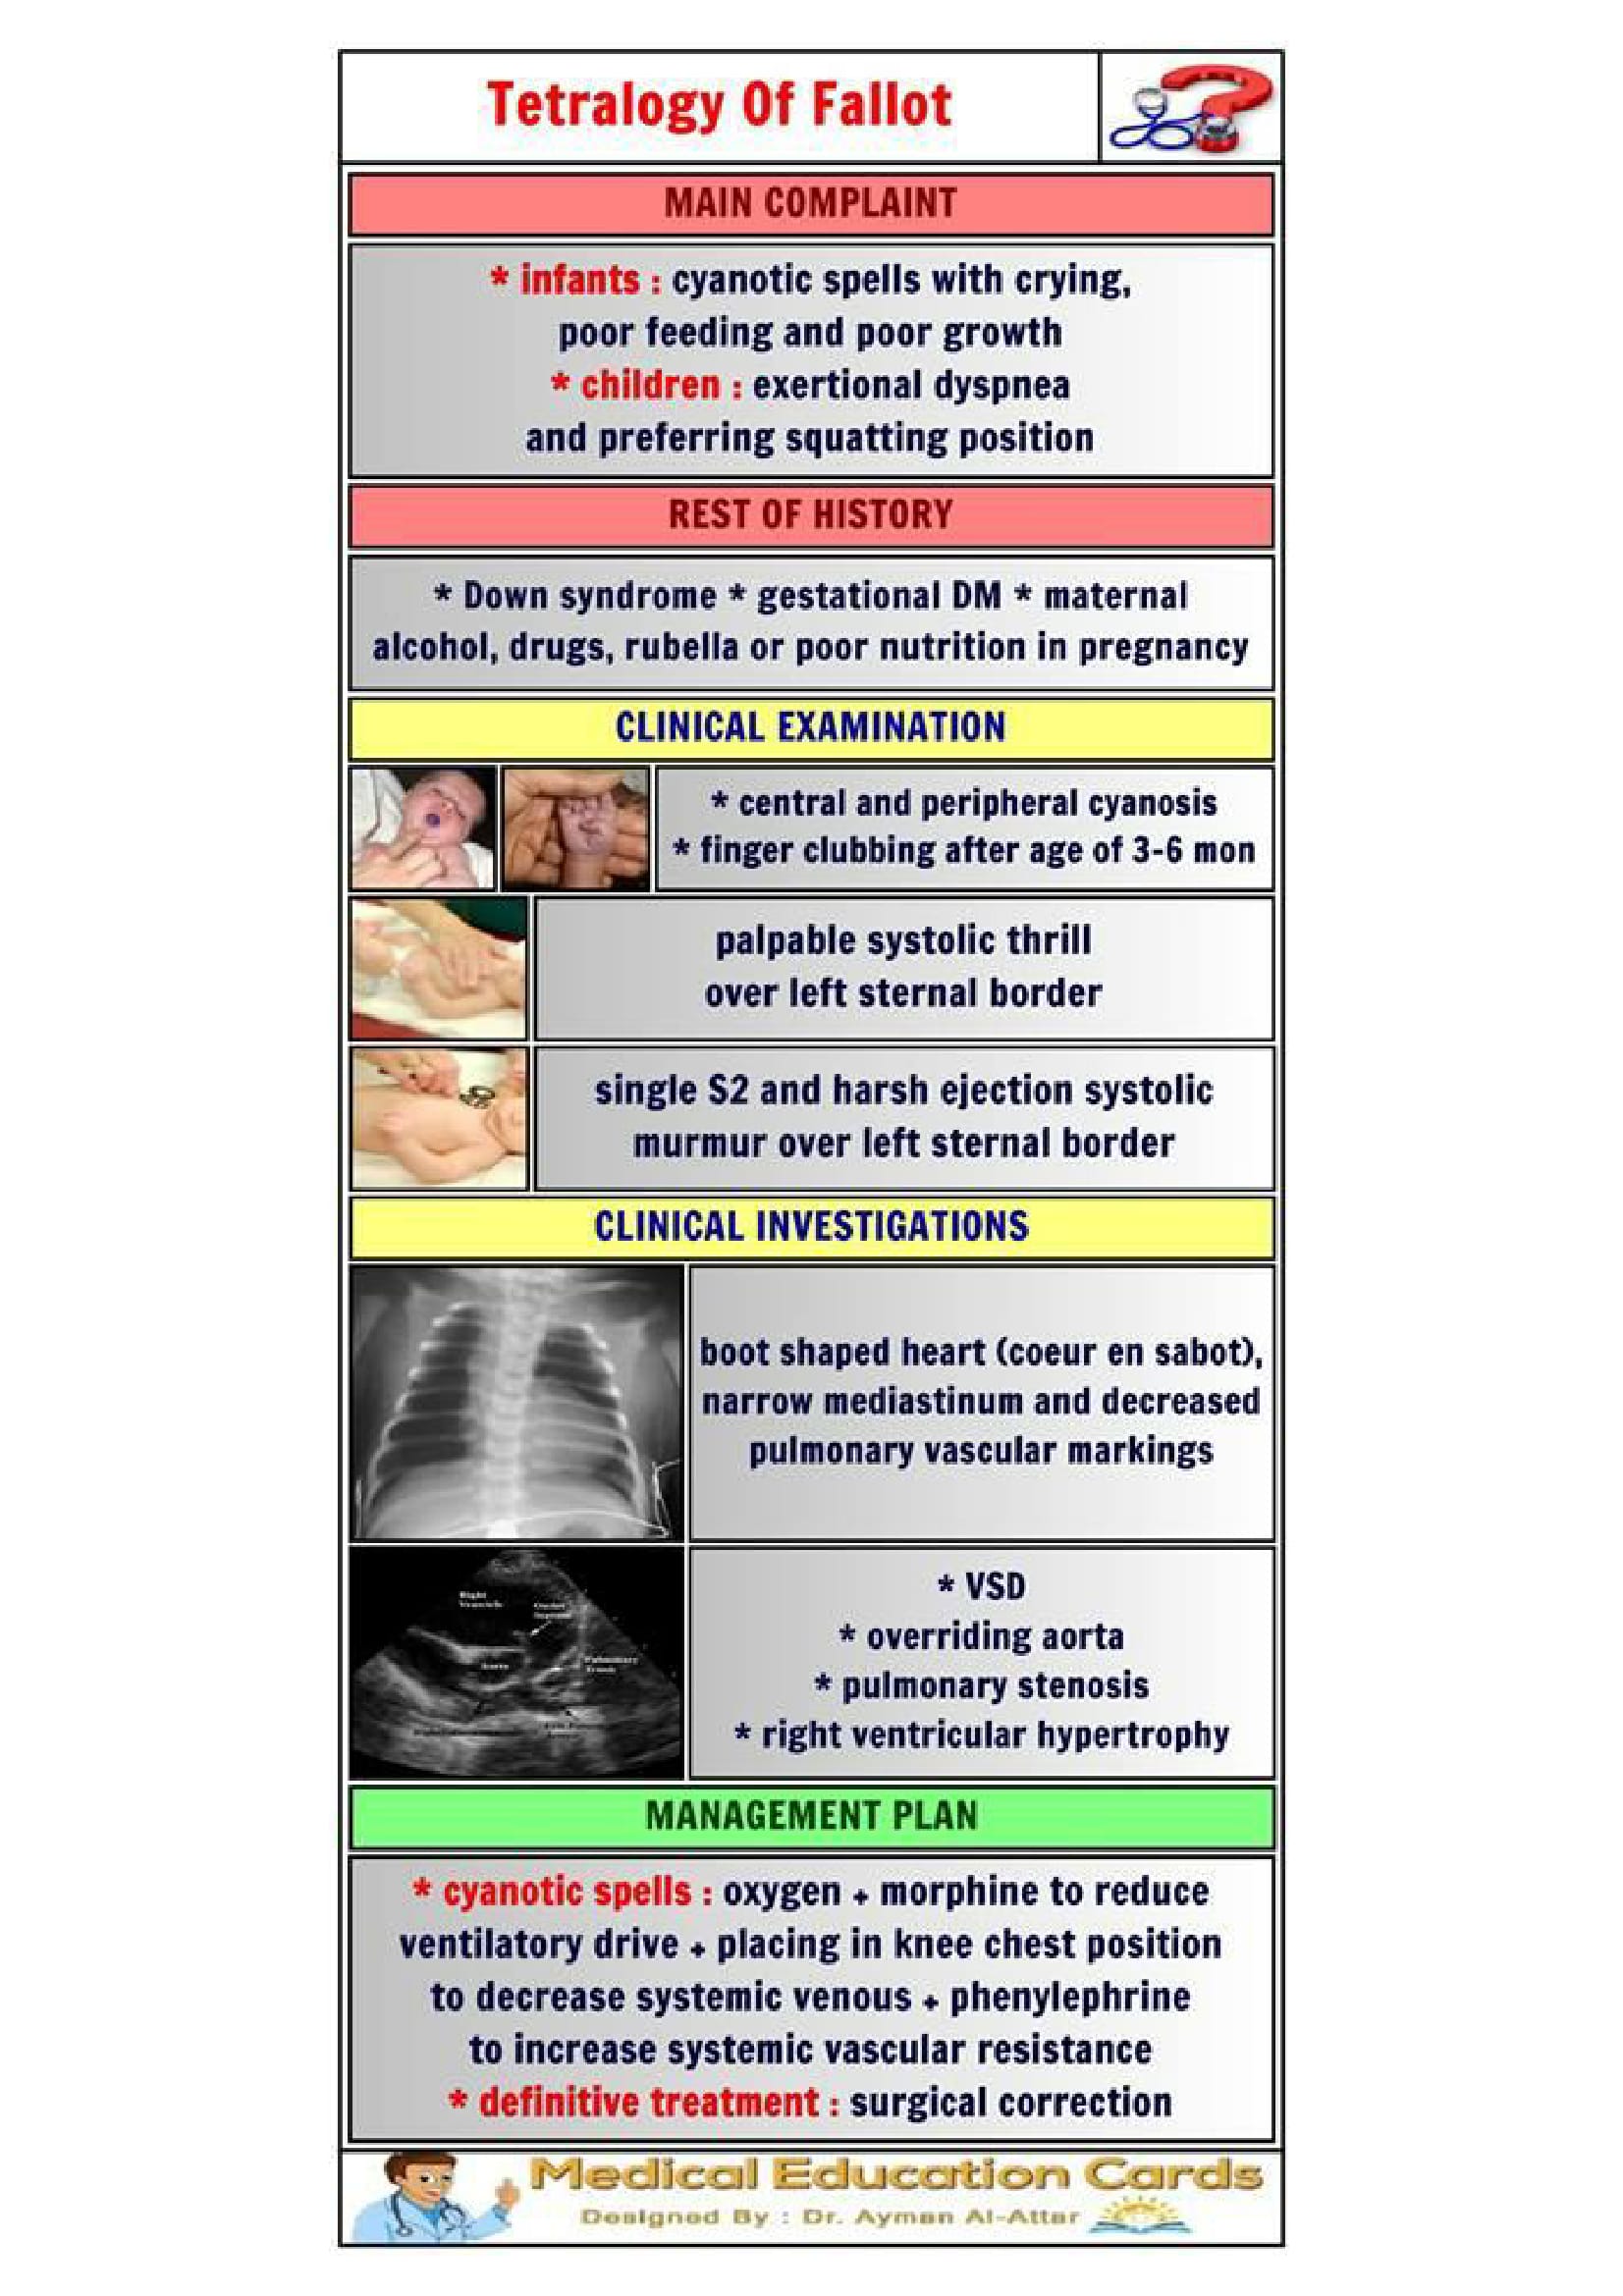 Tetralogy Of Fallot
MAIN COMPLAINT
* infants : cyanotic spells with crying,
poor feeding and poor growth
* children : exertional dyspnea
and preferring squatting position
REST OF HISTORY
* Down syndrome * gestational DM * maternal
alcohol, drugs, rubella or poor nutrition in pregnancy
CLINICAL EXAMINATION
* central and peripheral cyanosis
* finger clubbing after age of 3-6 mon
palpable systolic thrill
over left sternal border
single S2 and harsh ejection systolic
murmur over left sternal border
CLINICAL INVESTIGATIONS
boot shaped heart (coeur en sabot),
narrow mediastinum and decreased
pulmonary vascular markings
Right
Ventricle
Aorta
Pulmonary
* VSD
* overriding aorta
* pulmonary stenosis
* right ventricular hypertrophy
MANAGEMENT PLAN
* cyanotic spells : oxygen + morphine to reduce
ventilatory drive + placing in knee chest position
to decrease systemic venous + phenylephrine
to increase systemic vascular resistance
* definitive treatment : surgical correction
Medical Education Cards
Designed By : Dr. Ayman Al-Attar